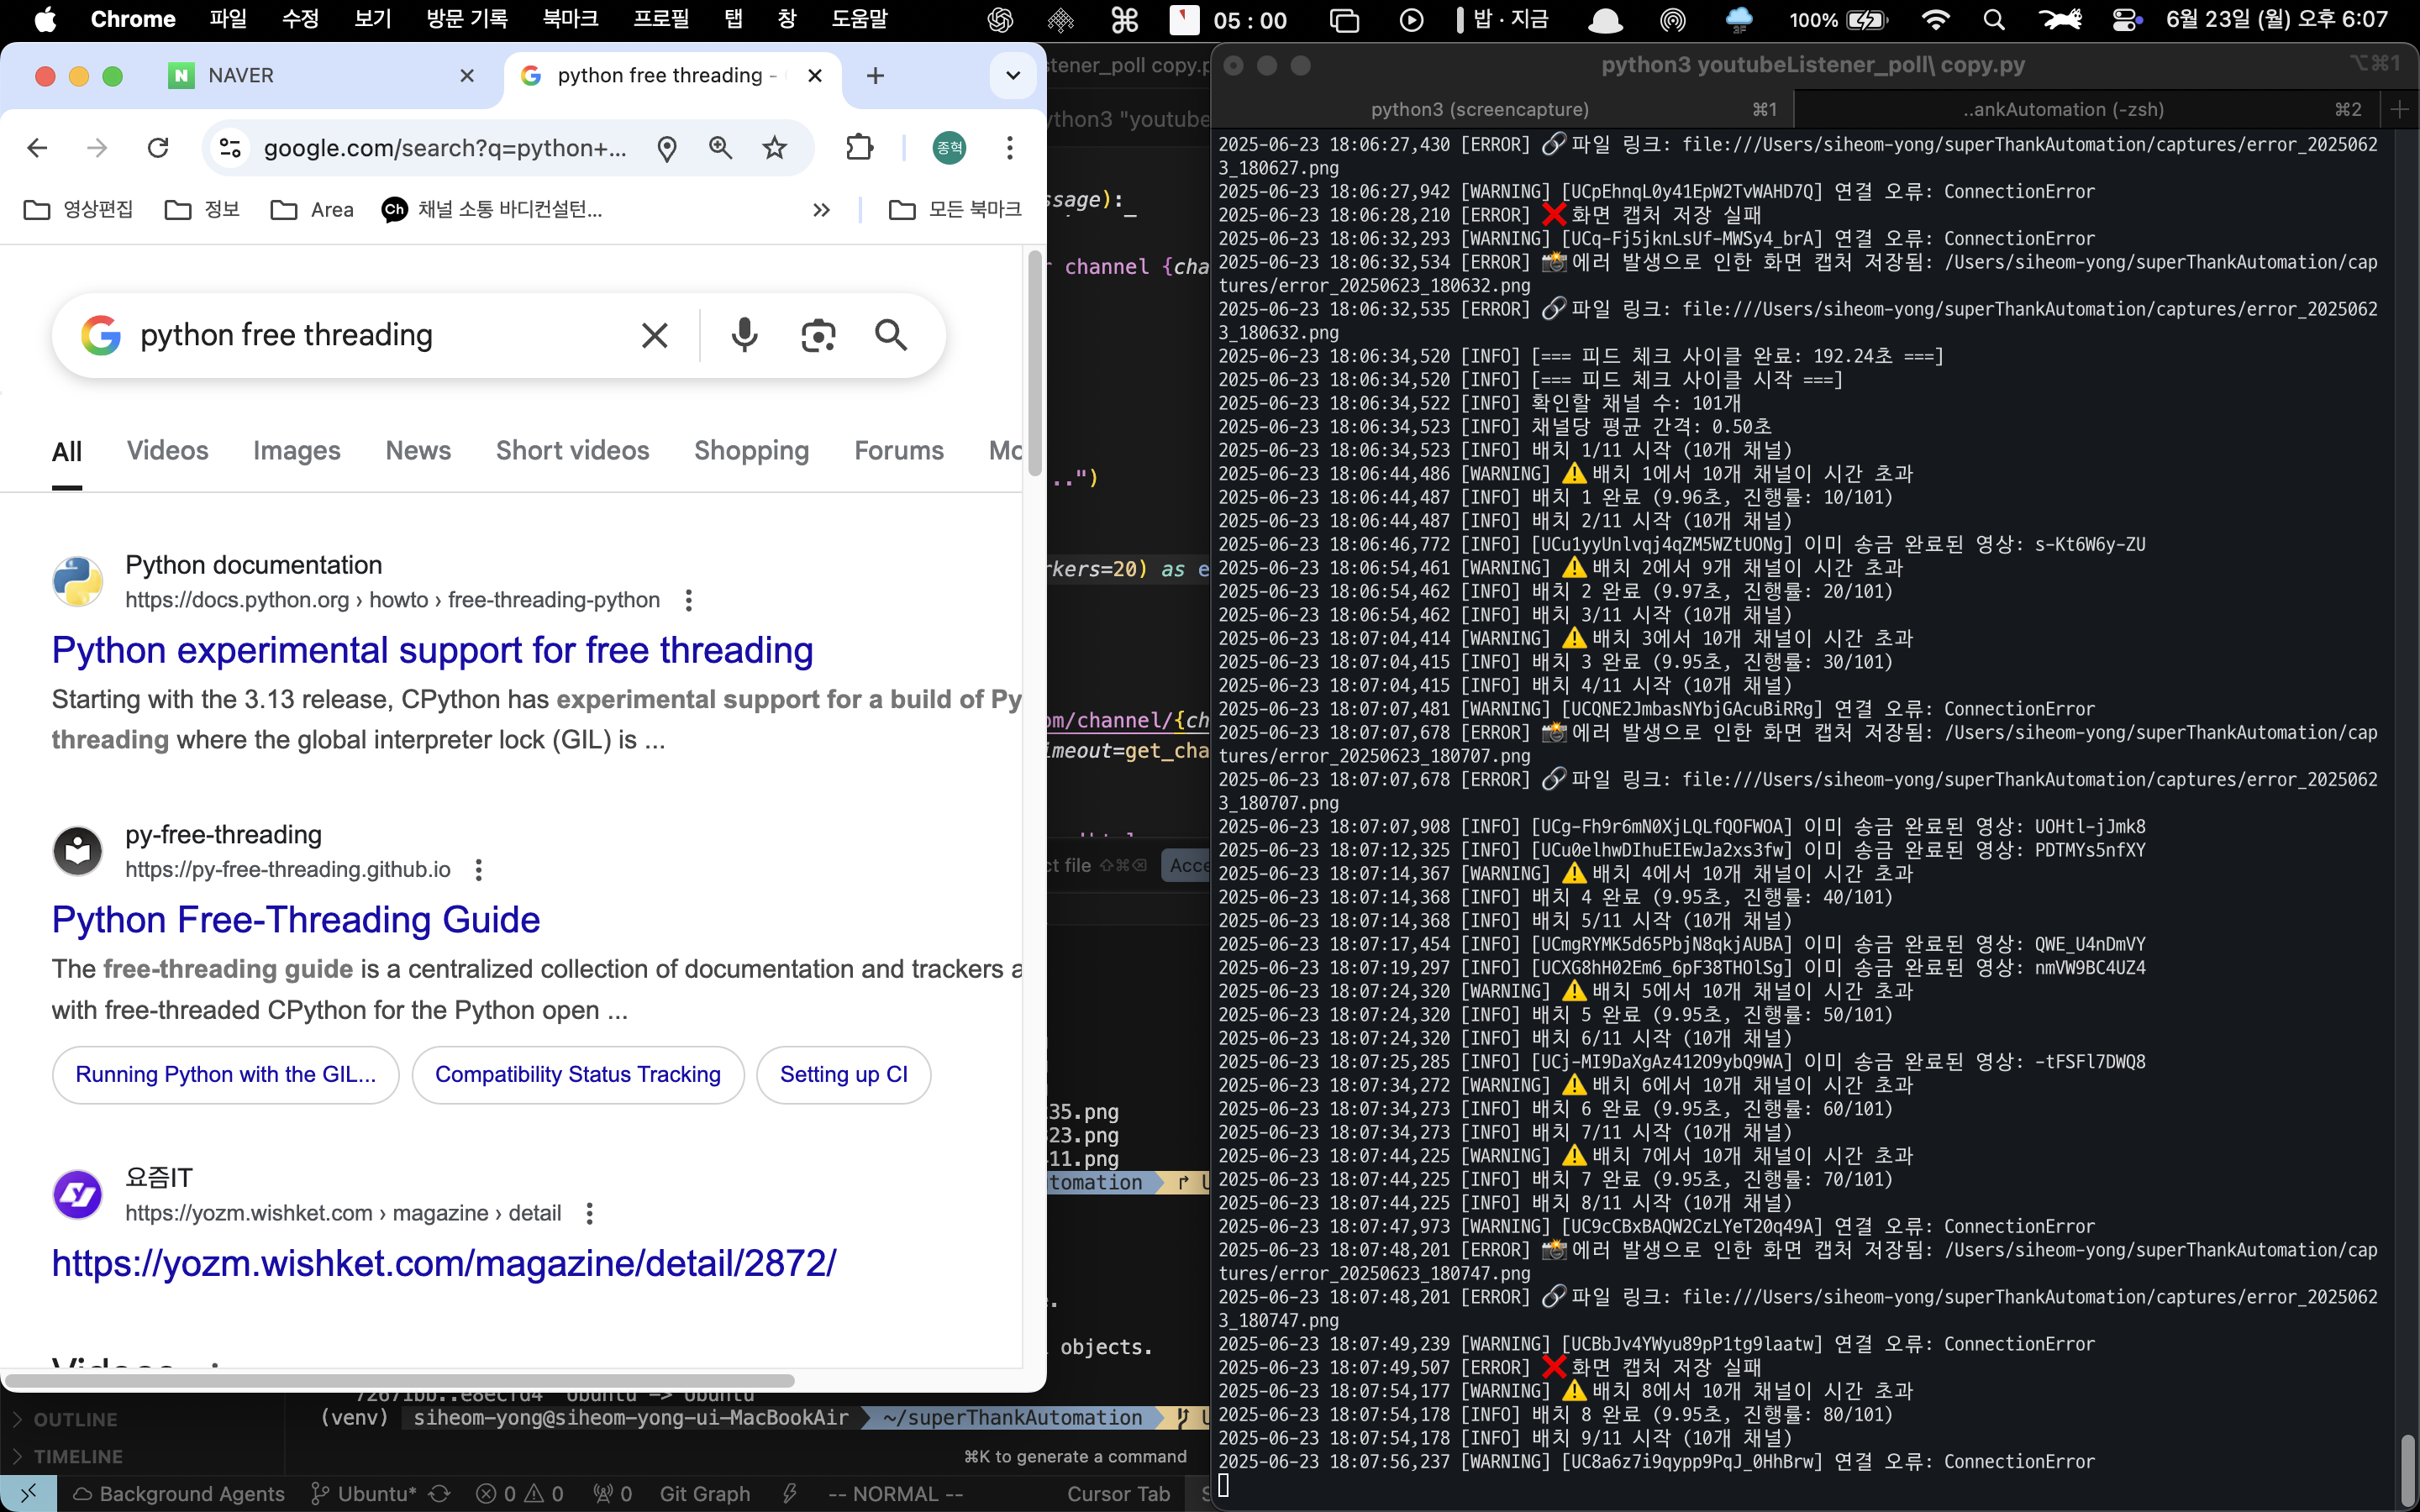 Chrome 파일 수정 보기 방문 기록 북마크 프로필 탭 창 도움말 05 : 00 밥 · 지금 100% 6월 23일 (월) 오후 6:07
NAVER
python free threading -
google.com/search?q=python+...
종혁
영상편집 정보 Area Ch 채널 소통 바디컨설턴... 모든 북마크
python free threading
All Videos Images News Short videos Shopping Forums Mo
Python documentation
https://docs.python.org › howto › free-threading-python
Python experimental support for free threading
Starting with the 3.13 release, CPython has experimental support for a build of Py
threading where the global interpreter lock (GIL) is ...
py-free-threading
https://py-free-threading.github.io
Python Free-Threading Guide
The free-threading guide is a centralized collection of documentation and trackers a
with free-threaded CPython for the Python open ...
Running Python with the GIL... Compatibility Status Tracking Setting up CI
요즘IT
https://yozm.wishket.com › magazine › detail
https://yozm.wishket.com/magazine/detail/2872/
Videos
stener_poll copy.p
ython3 "youtube
ssage):
r channel {cha
..")
rkers=20) as e
om/channel/{ch
imeout=get_cha
ct file ⇧⌘⌫ Acce
35.png
23.png
11.png
tomation
objects.
(venv) siheom-yong@siheom-yong-ui-MacBookAir ~/superThankAutomation
⌘K to generate a command
OUTLINE
TIMELINE
Background Agents Ubuntu* 0 0 0 Git Graph -- NORMAL -- Cursor Tab
python3 youtubeListener_poll\ copy.py ⌥⌘1
python3 (screencapture) ⌘1 ..ankAutomation (-zsh) ⌘2
2025-06-23 18:06:27,430 [ERROR] 🔗 파일 링크: file:///Users/siheom-yong/superThankAutomation/captures/error_2025062
3_180627.png
2025-06-23 18:06:27,942 [WARNING] [UCpEhnqL0y41EpW2TvWAHD7Q] 연결 오류: ConnectionError
2025-06-23 18:06:28,210 [ERROR] ❌ 화면 캡처 저장 실패
2025-06-23 18:06:32,293 [WARNING] [UCq-Fj5jknLsUf-MWSy4_brA] 연결 오류: ConnectionError
2025-06-23 18:06:32,534 [ERROR] 📸 에러 발생으로 인한 화면 캡처 저장됨: /Users/siheom-yong/superThankAutomation/cap
tures/error_20250623_180632.png
2025-06-23 18:06:32,535 [ERROR] 🔗 파일 링크: file:///Users/siheom-yong/superThankAutomation/captures/error_2025062
3_180632.png
2025-06-23 18:06:34,520 [INFO] [=== 피드 체크 사이클 완료: 192.24초 ===]
2025-06-23 18:06:34,520 [INFO] [=== 피드 체크 사이클 시작 ===]
2025-06-23 18:06:34,522 [INFO] 확인할 채널 수: 101개
2025-06-23 18:06:34,523 [INFO] 채널당 평균 간격: 0.50초
2025-06-23 18:06:34,523 [INFO] 배치 1/11 시작 (10개 채널)
2025-06-23 18:06:44,486 [WARNING] ⚠️ 배치 1에서 10개 채널이 시간 초과
2025-06-23 18:06:44,487 [INFO] 배치 1 완료 (9.96초, 진행률: 10/101)
2025-06-23 18:06:44,487 [INFO] 배치 2/11 시작 (10개 채널)
2025-06-23 18:06:46,772 [INFO] [UCu1yyUnlvqj4qZM5WZtUONg] 이미 송금 완료된 영상: s-Kt6W6y-ZU
2025-06-23 18:06:54,461 [WARNING] ⚠️ 배치 2에서 9개 채널이 시간 초과
2025-06-23 18:06:54,462 [INFO] 배치 2 완료 (9.97초, 진행률: 20/101)
2025-06-23 18:06:54,462 [INFO] 배치 3/11 시작 (10개 채널)
2025-06-23 18:07:04,414 [WARNING] ⚠️ 배치 3에서 10개 채널이 시간 초과
2025-06-23 18:07:04,415 [INFO] 배치 3 완료 (9.95초, 진행률: 30/101)
2025-06-23 18:07:04,415 [INFO] 배치 4/11 시작 (10개 채널)
2025-06-23 18:07:07,481 [WARNING] [UCQNE2JmbasNYbjGAcuBiRRg] 연결 오류: ConnectionError
2025-06-23 18:07:07,678 [ERROR] 📸 에러 발생으로 인한 화면 캡처 저장됨: /Users/siheom-yong/superThankAutomation/cap
tures/error_20250623_180707.png
2025-06-23 18:07:07,678 [ERROR] 🔗 파일 링크: file:///Users/siheom-yong/superThankAutomation/captures/error_2025062
3_180707.png
2025-06-23 18:07:07,908 [INFO] [UCg-Fh9r6mN0XjLQLfQOFWOA] 이미 송금 완료된 영상: UOHtl-jJmk8
2025-06-23 18:07:12,325 [INFO] [UCu0elhwDIhuEIEwJa2xs3fw] 이미 송금 완료된 영상: PDTMYs5nfXY
2025-06-23 18:07:14,367 [WARNING] ⚠️ 배치 4에서 10개 채널이 시간 초과
2025-06-23 18:07:14,368 [INFO] 배치 4 완료 (9.95초, 진행률: 40/101)
2025-06-23 18:07:14,368 [INFO] 배치 5/11 시작 (10개 채널)
2025-06-23 18:07:17,454 [INFO] [UCmgRYMK5d65PbjN8qkjAUBA] 이미 송금 완료된 영상: QWE_U4nDmVY
2025-06-23 18:07:19,297 [INFO] [UCXG8hH02Em6_6pF38THOlSg] 이미 송금 완료된 영상: nmVW9BC4UZ4
2025-06-23 18:07:24,320 [WARNING] ⚠️ 배치 5에서 10개 채널이 시간 초과
2025-06-23 18:07:24,320 [INFO] 배치 5 완료 (9.95초, 진행률: 50/101)
2025-06-23 18:07:24,320 [INFO] 배치 6/11 시작 (10개 채널)
2025-06-23 18:07:25,285 [INFO] [UCj-MI9DaXgAz412O9ybQ9WA] 이미 송금 완료된 영상: -tFSFl7DWQ8
2025-06-23 18:07:34,272 [WARNING] ⚠️ 배치 6에서 10개 채널이 시간 초과
2025-06-23 18:07:34,273 [INFO] 배치 6 완료 (9.95초, 진행률: 60/101)
2025-06-23 18:07:34,273 [INFO] 배치 7/11 시작 (10개 채널)
2025-06-23 18:07:44,225 [WARNING] ⚠️ 배치 7에서 10개 채널이 시간 초과
2025-06-23 18:07:44,225 [INFO] 배치 7 완료 (9.95초, 진행률: 70/101)
2025-06-23 18:07:44,225 [INFO] 배치 8/11 시작 (10개 채널)
2025-06-23 18:07:47,973 [WARNING] [UC9cCBxBAQW2CzLYeT20q49A] 연결 오류: ConnectionError
2025-06-23 18:07:48,201 [ERROR] 📸 에러 발생으로 인한 화면 캡처 저장됨: /Users/siheom-yong/superThankAutomation/cap
tures/error_20250623_180747.png
2025-06-23 18:07:48,201 [ERROR] 🔗 파일 링크: file:///Users/siheom-yong/superThankAutomation/captures/error_2025062
3_180747.png
2025-06-23 18:07:49,239 [WARNING] [UCBbJv4YWyu89pP1tg9laatw] 연결 오류: ConnectionError
2025-06-23 18:07:49,507 [ERROR] ❌ 화면 캡처 저장 실패
2025-06-23 18:07:54,177 [WARNING] ⚠️ 배치 8에서 10개 채널이 시간 초과
2025-06-23 18:07:54,178 [INFO] 배치 8 완료 (9.95초, 진행률: 80/101)
2025-06-23 18:07:54,178 [INFO] 배치 9/11 시작 (10개 채널)
2025-06-23 18:07:56,237 [WARNING] [UC8a6z7i9qypp9PqJ_0HhBrw] 연결 오류: ConnectionError